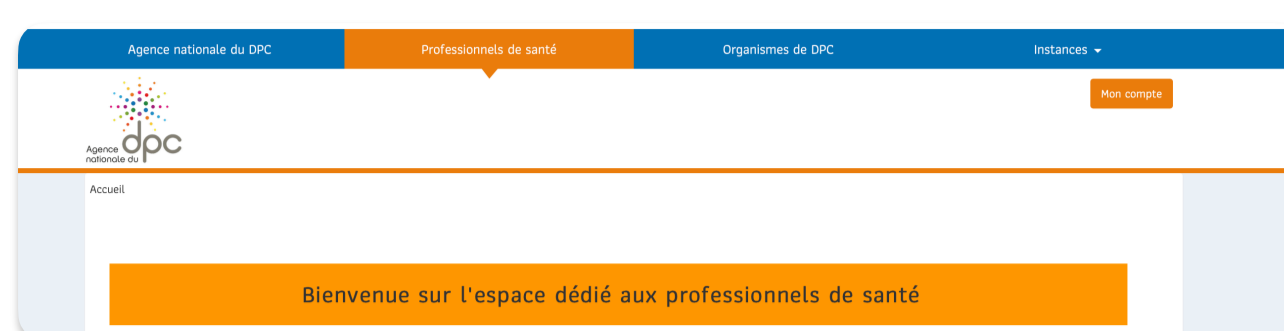 Agence nationale du DPC
Professionnels de santé
Organismes de DPC
Instances
Mon compte
Agence
nationale du dpc
Accueil
Bienvenue sur l'espace dédié aux professionnels de santé